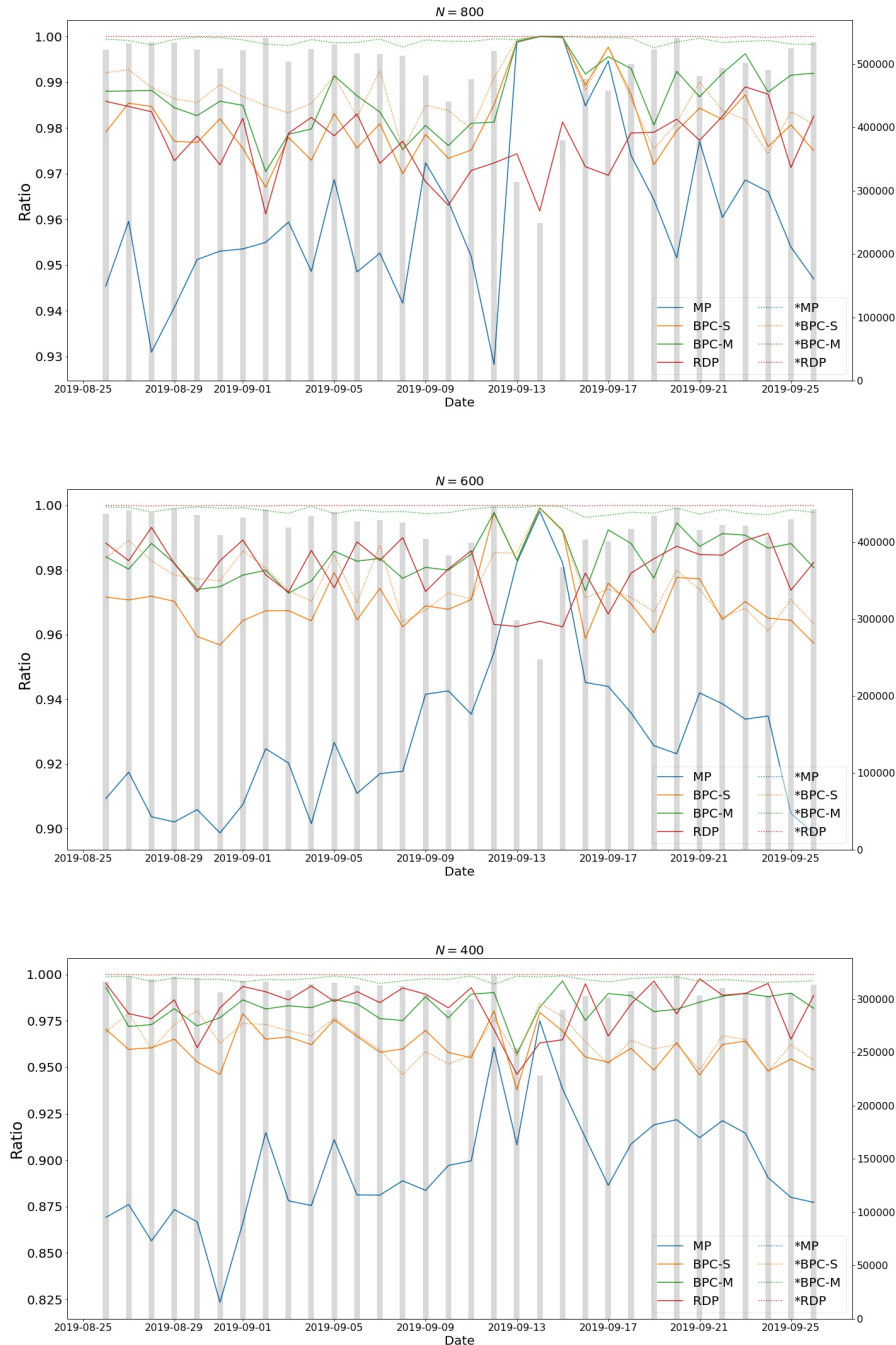 N = 800
1.00
0.99
0.98
0.97
0.96
0.95
0.94
0.93
Ratio
500000
400000
300000
200000
100000
0
MP
BPC-S
BPC-M
RDP
*MP
*BPC-S
*BPC-M
*RDP
2019-08-25 2019-08-29 2019-09-01 2019-09-05 2019-09-09 2019-09-13 2019-09-17 2019-09-21 2019-09-25
Date
N = 600
1.00
0.98
0.96
0.94
0.92
0.90
Ratio
400000
300000
200000
100000
0
MP
BPC-S
BPC-M
RDP
*MP
*BPC-S
*BPC-M
*RDP
2019-08-25 2019-08-29 2019-09-01 2019-09-05 2019-09-09 2019-09-13 2019-09-17 2019-09-21 2019-09-25
Date
N = 400
1.000
0.975
0.950
0.925
0.900
0.875
0.850
0.825
Ratio
300000
250000
200000
150000
100000
50000
0
MP
BPC-S
BPC-M
RDP
*MP
*BPC-S
*BPC-M
*RDP
2019-08-25 2019-08-29 2019-09-01 2019-09-05 2019-09-09 2019-09-13 2019-09-17 2019-09-21 2019-09-25
Date